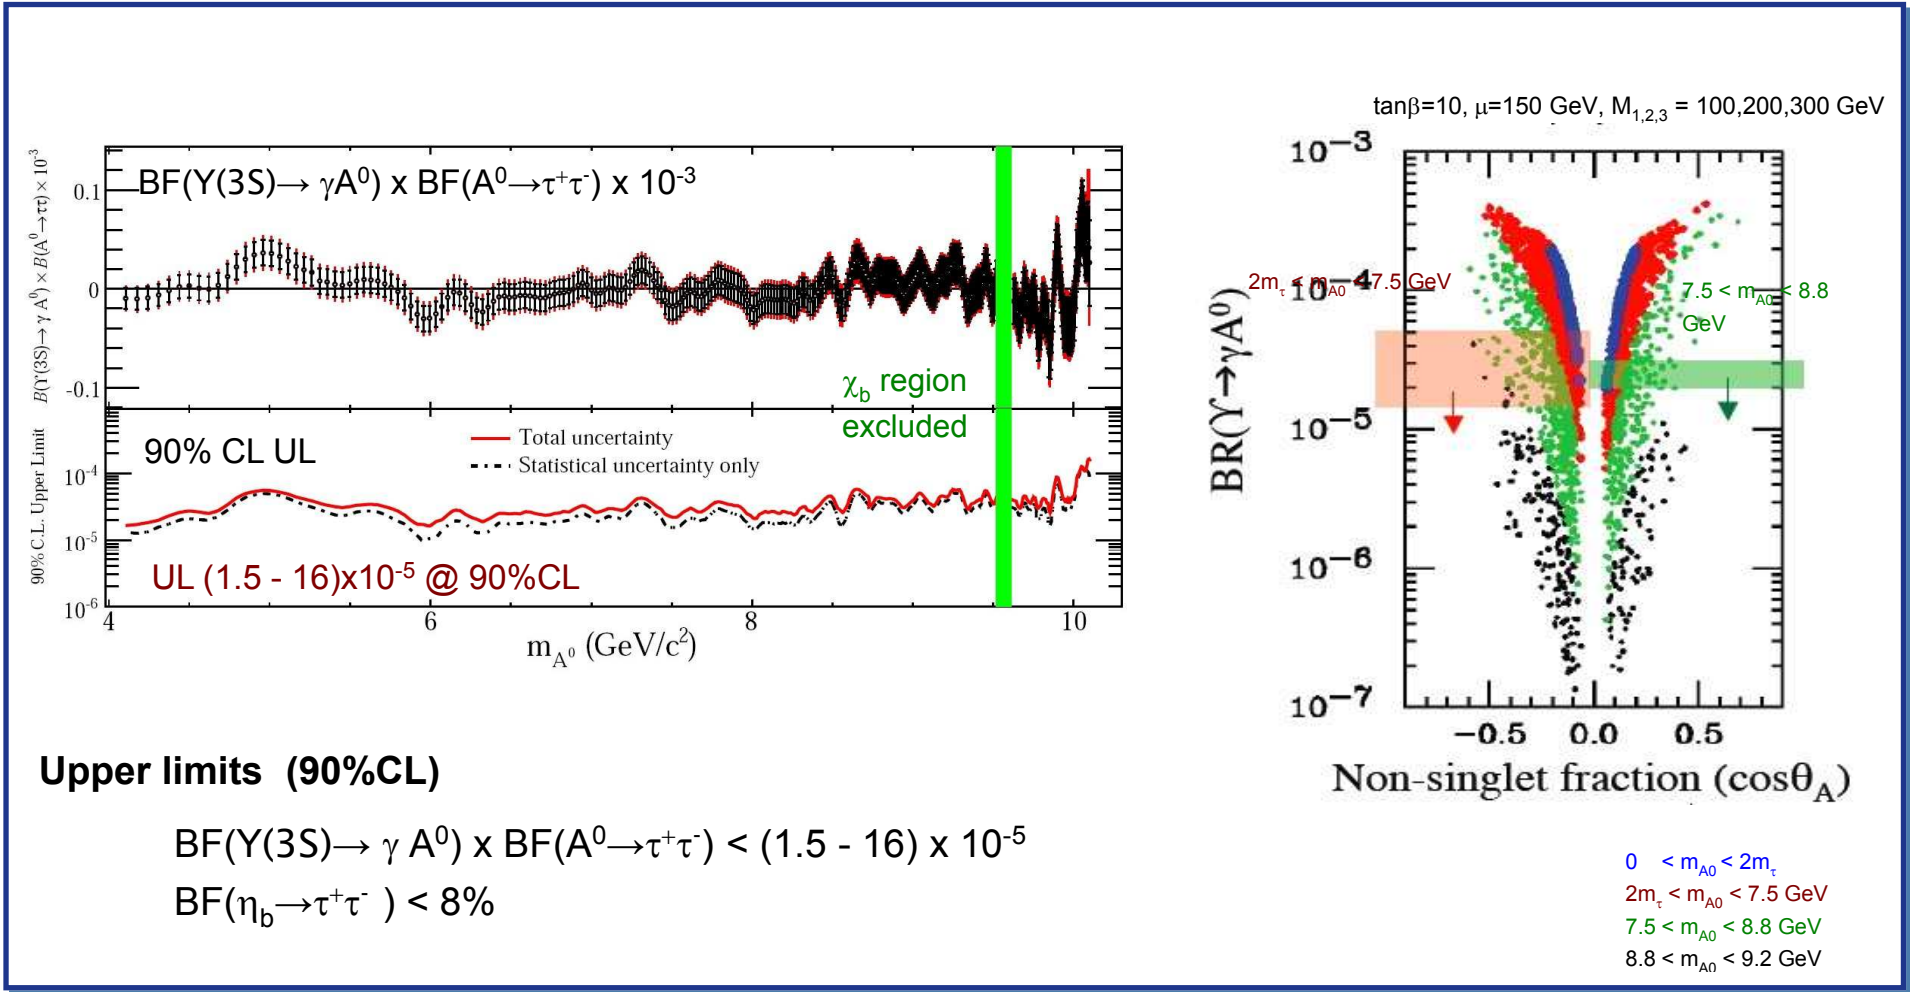 tanβ=10, μ=150 GeV, M1,2,3 = 100,200,300 GeV
B(ϒ(3S)→γ A⁰) × B(A⁰→ττ) × 10⁻³
BF(Y(3S)→ γA⁰) x BF(A⁰→τ⁺τ⁻) x 10⁻³
0.1
0
-0.1
χb region
excluded
90% C.L. Upper Limit
90% CL UL
Total uncertainty
Statistical uncertainty only
10⁻⁴
10⁻⁵
10⁻⁶
UL (1.5 - 16)x10⁻⁵ @ 90%CL
4 6 8 10
mA⁰ (GeV/c²)
BR(ϒ→γA⁰)
10−3
10−4
10−5
10−6
10−7
2mτ < mA0 < 7.5 GeV
7.5 < mA0 < 8.8
GeV
−0.5 0.0 0.5
Non-singlet fraction (cosθA)
Upper limits (90%CL)
BF(Y(3S)→ γ A⁰) x BF(A⁰→τ⁺τ⁻) < (1.5 - 16) x 10⁻⁵
BF(ηb→τ⁺τ⁻ ) < 8%
0 < mA0 < 2mτ
2mτ < mA0 < 7.5 GeV
7.5 < mA0 < 8.8 GeV
8.8 < mA0 < 9.2 GeV